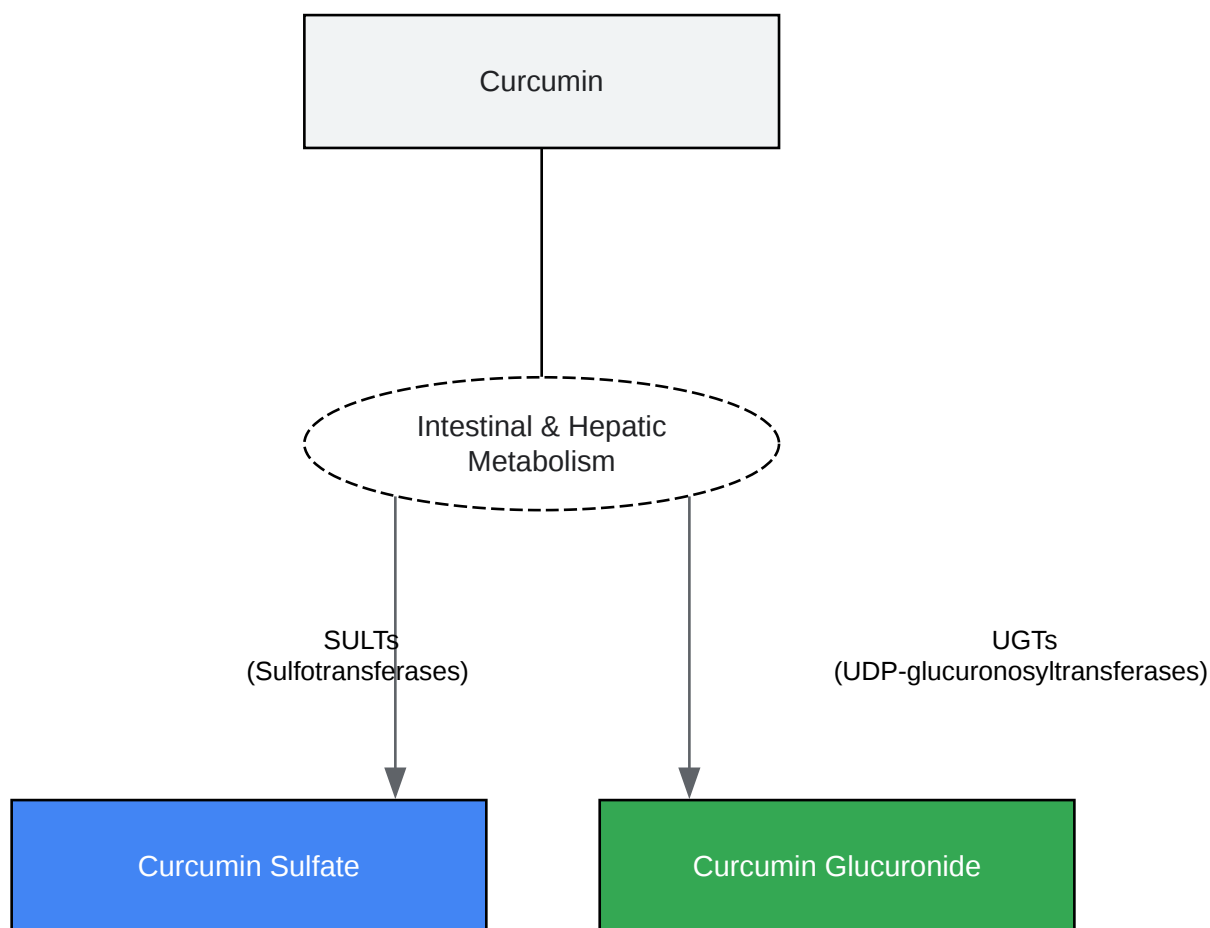 Curcumin
Intestinal & Hepatic
Metabolism
SULTs
(Sulfotransferases)
UGTs
(UDP-glucuronosyltransferases)
Curcumin Sulfate
Curcumin Glucuronide